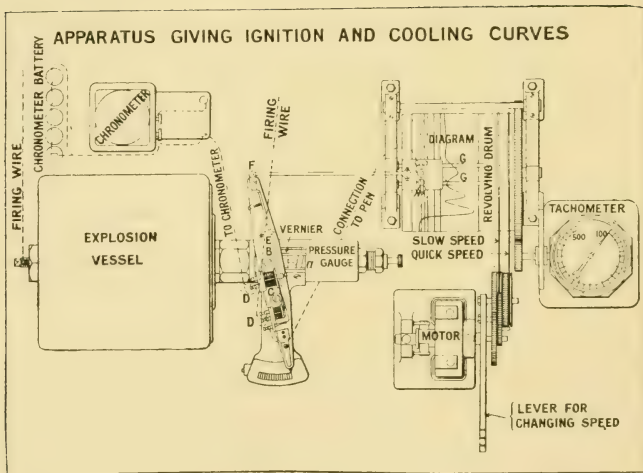 APPARATUS GIVING IGNITION AND COOLING CURVES
FIRING WIRE
CHRONOMETER BATTERY
CHRONOMETER
FIRING
WIRE
TO CHRONOMETER
CONNECTION
TO PEN
DIAGRAM
G
G
REVOLVING DRUM
TACHOMETER
500
100
EXPLOSION
VESSEL
F
E
B
VERNIER
PRESSURE
GAUGE
n
C
D
D
SLOW SPEED
QUICK SPEED
MOTOR
LEVER FOR
CHANGING SPEED